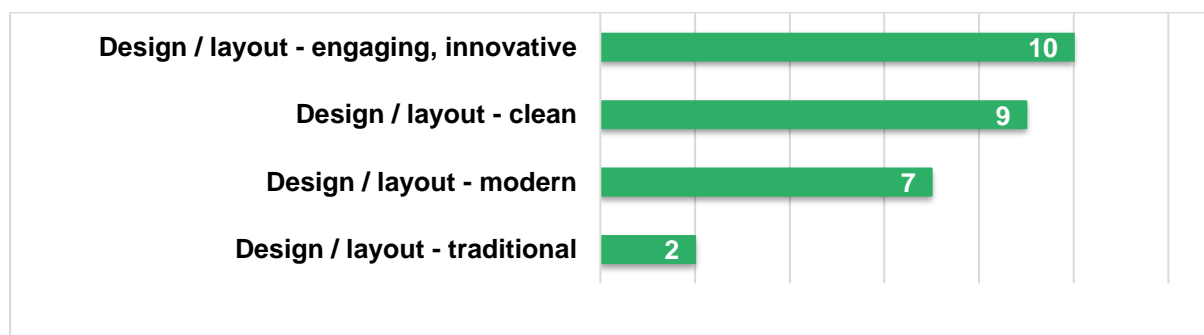 Design / layout - engaging, innovative 10
Design / layout - clean 9
Design / layout - modern 7
Design / layout - traditional 2